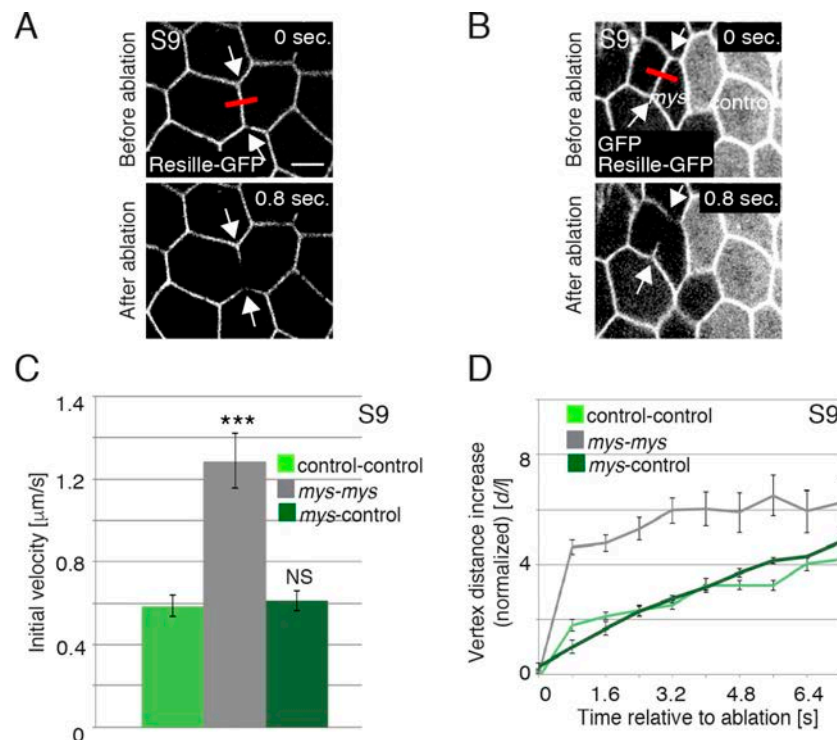 A
S9
0 sec.
Before ablation
Resille-GFP
0.8 sec.
After ablation
B
S9
0 sec.
mys
control
Before ablation
GFP
Resille-GFP
0.8 sec.
After ablation
C
S9
1.4
1.2
0.8
0.6
0.4
0
Initial velocity [µm/s]
***
NS
control-control
mys-mys
mys-control
D
S9
control-control
mys-mys
mys-control
8
4
0
Vertex distance increase
(normalized) [d/l]
0 1.6 3.2 4.8 6.4
Time relative to ablation [s]